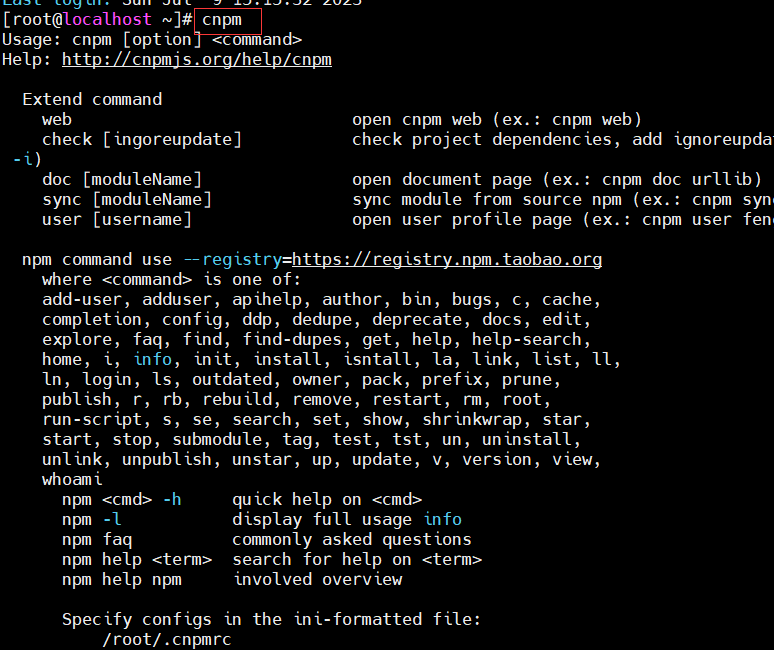 Last login: Sun Jul  9 15:15:52 2023
[root@localhost ~]# cnpm
Usage: cnpm [option] <command>
Help: http://cnpmjs.org/help/cnpm
Extend command
web open cnpm web (ex.: cnpm web)
check [ingoreupdate] check project dependencies, add ignoreupda
-i)
doc [moduleName] open document page (ex.: cnpm doc urllib)
sync [moduleName] sync module from source npm (ex.: cnpm syn
user [username] open user profile page (ex.: cnpm user fen
npm command use --registry=https://registry.npm.taobao.org
where <command> is one of:
add-user, adduser, apihelp, author, bin, bugs, c, cache,
completion, config, ddp, dedupe, deprecate, docs, edit,
explore, faq, find, find-dupes, get, help, help-search,
home, i, info, init, install, isntall, la, link, list, ll,
ln, login, ls, outdated, owner, pack, prefix, prune,
publish, r, rb, rebuild, remove, restart, rm, root,
run-script, s, se, search, set, show, shrinkwrap, star,
start, stop, submodule, tag, test, tst, un, uninstall,
unlink, unpublish, unstar, up, update, v, version, view,
whoami
npm <cmd> -h quick help on <cmd>
npm -l display full usage info
npm faq commonly asked questions
npm help <term> search for help on <term>
npm help npm involved overview
Specify configs in the ini-formatted file:
/root/.cnpmrc